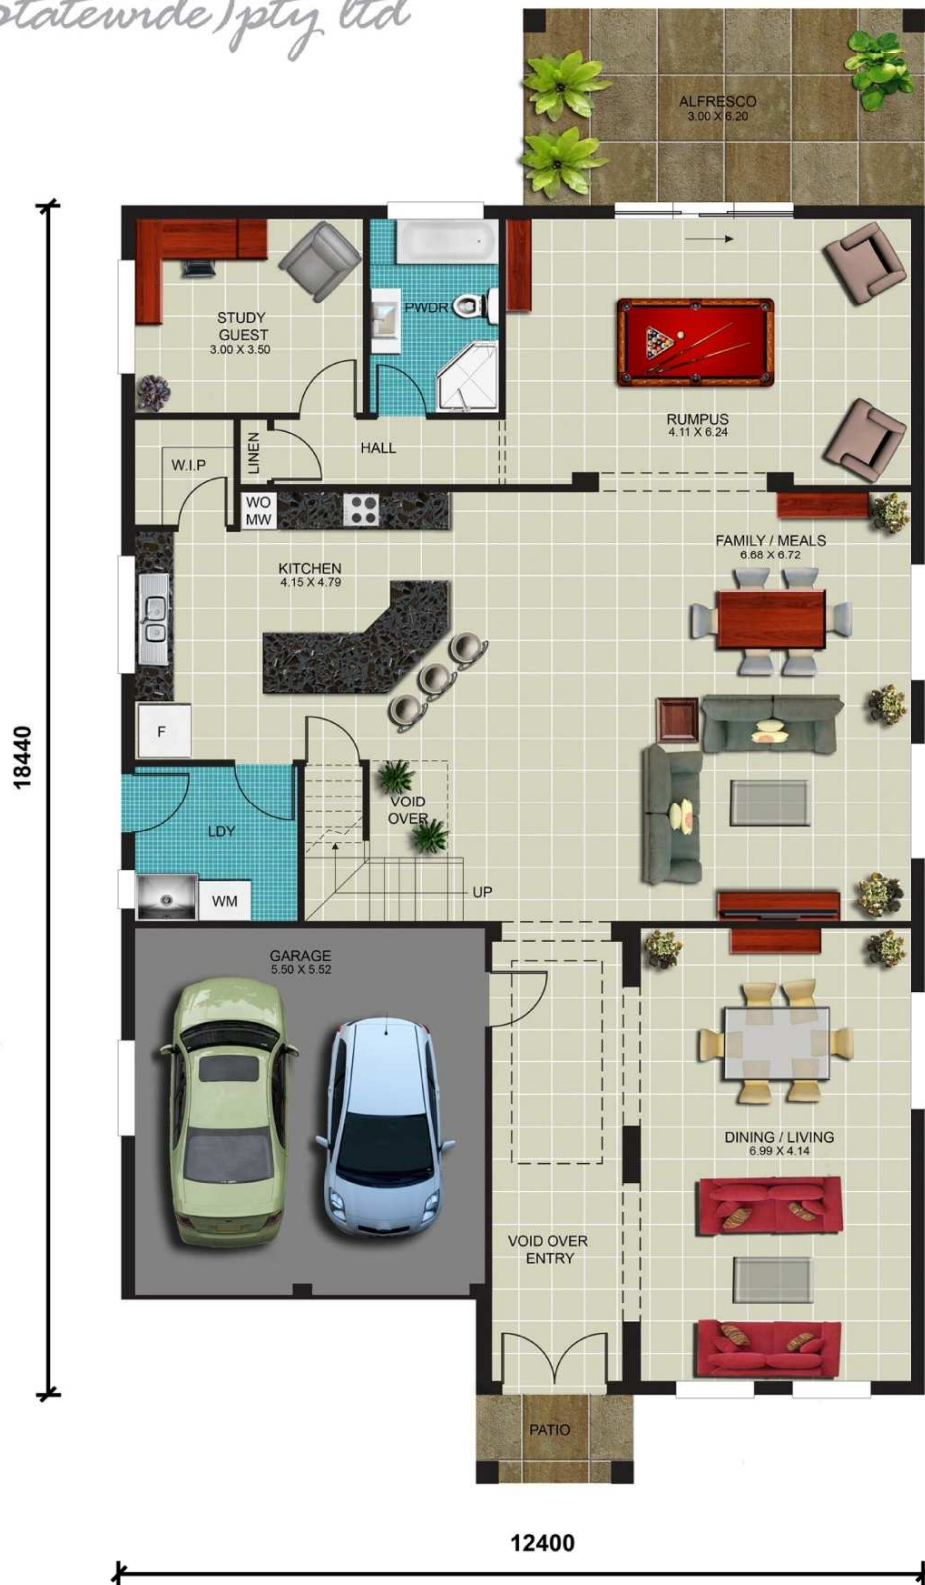 statewide) pty ltd
ALFRESCO
3.00 X 6.20
STUDY
GUEST
3.00 X 3.50
PWDR
RUMPUS
4.11 X 6.24
W.I.P
LINEN
HALL
WO
MW
KITCHEN
4.15 X 4.79
FAMILY / MEALS
6.68 X 6.72
F
18440
LDY
VOID
OVER
WM
UP
GARAGE
5.50 X 5.52
DINING / LIVING
6.99 X 4.14
VOID OVER
ENTRY
PATIO
12400